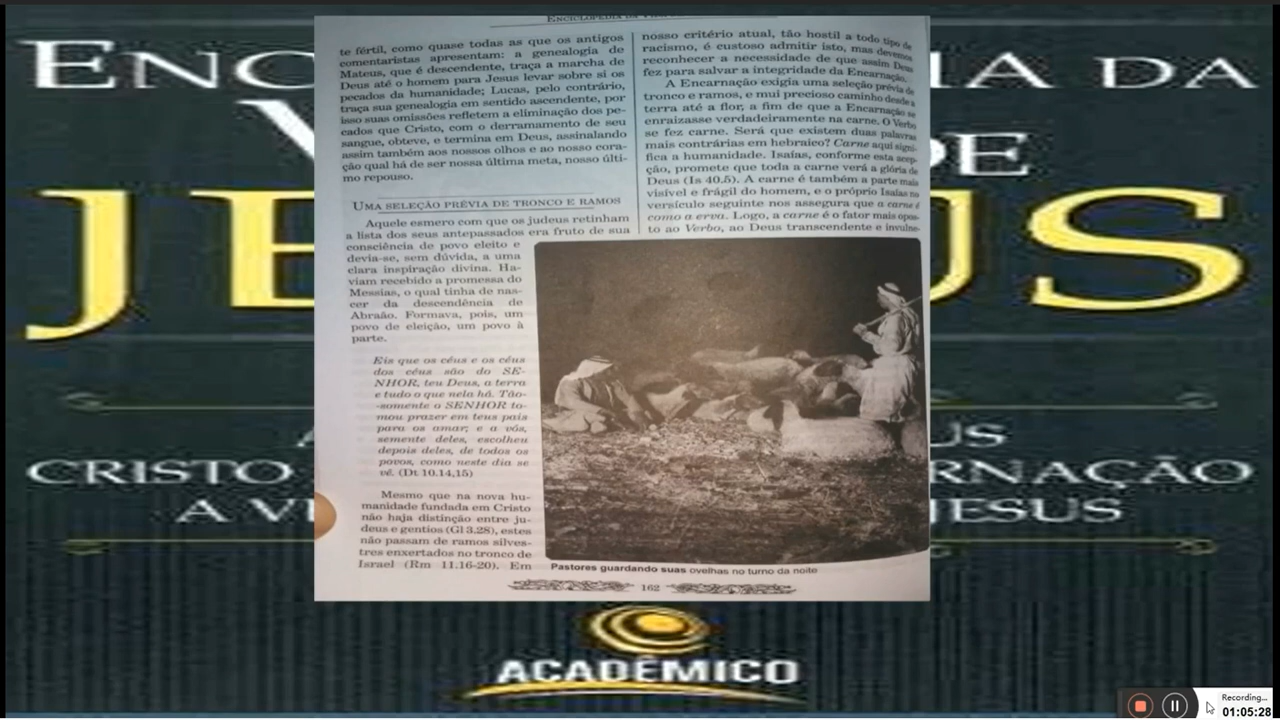 ENCICLOPÉDIA DA VIDA
te fértil, como quase todas as que os antigos
comentaristas apresentam: a genealogia de
Mateus, que é descendente, traça a marcha de
Deus até o homem para Jesus levar sobre si os
pecados da humanidade; Lucas, pelo contrário,
traça sua genealogia em sentido ascendente, por
isso suas omissões refletem a eliminação dos pe-
cados que Cristo, com o derramamento de seu
sangue, obteve, e termina em Deus, assinalando
assim também aos nossos olhos e ao nosso cora-
ção qual há de ser nossa última meta, nosso últi-
mo repouso.
UMA SELEÇÃO PRÉVIA DE TRONCO E RAMOS
Aquele esmero com que os judeus retinham
a lista dos seus antepassados era fruto de sua
consciência de povo eleito e
devia-se, sem dúvida, a uma
clara inspiração divina. Ha-
viam recebido a promessa do
Messias, o qual tinha de nas-
cer da descendência de
Abraão. Formava, pois, um
povo de eleição, um povo à
parte.
Eis que os céus e os céus
dos céus são do SE-
NHOR, teu Deus, a terra
e tudo o que nela há. Tão-
-somente o SENHOR to-
mou prazer em teus pais
para os amar; e a vós,
semente deles, escolheu
depois deles, de todos os
povos, como neste dia se
vê. (Dt 10.14,15)
Mesmo que na nova hu-
manidade fundada em Cristo
não haja distinção entre ju-
deus e gentios (Gl 3.28), estes
não passam de ramos silves-
tres enxertados no tronco de
Israel (Rm 11.16-20). Em
nosso critério atual, tão hostil a todo tipo de
racismo, é custoso admitir isto, mas devemos
reconhecer a necessidade de que assim Deus
fez para salvar a integridade da Encarnação.
A Encarnação exigia uma seleção prévia de
tronco e ramos, e mui precioso caminho desde a
terra até a flor, a fim de que a Encarnação se
enraizasse verdadeiramente na carne. O Verbo
se fez carne. Será que existem duas palavras
mais contrárias em hebraico? Carne aqui signi-
fica a humanidade. Isaías, conforme esta acep-
ção, promete que toda a carne verá a glória de
Deus (Is 40.5). A carne é também a parte mais
visível e frágil do homem, e o próprio Isaías no
versículo seguinte nos assegura que a carne é
como a erva. Logo, a carne é o fator mais opos-
to ao Verbo, ao Deus transcendente e invulne-
Pastores guardando suas ovelhas no turno da noite
162
ENC IA DA
V DE
JE US
A US
CRISTO RNAÇÃO
A VI JESUS
ACADÊMICO
Recording...
01:05:28